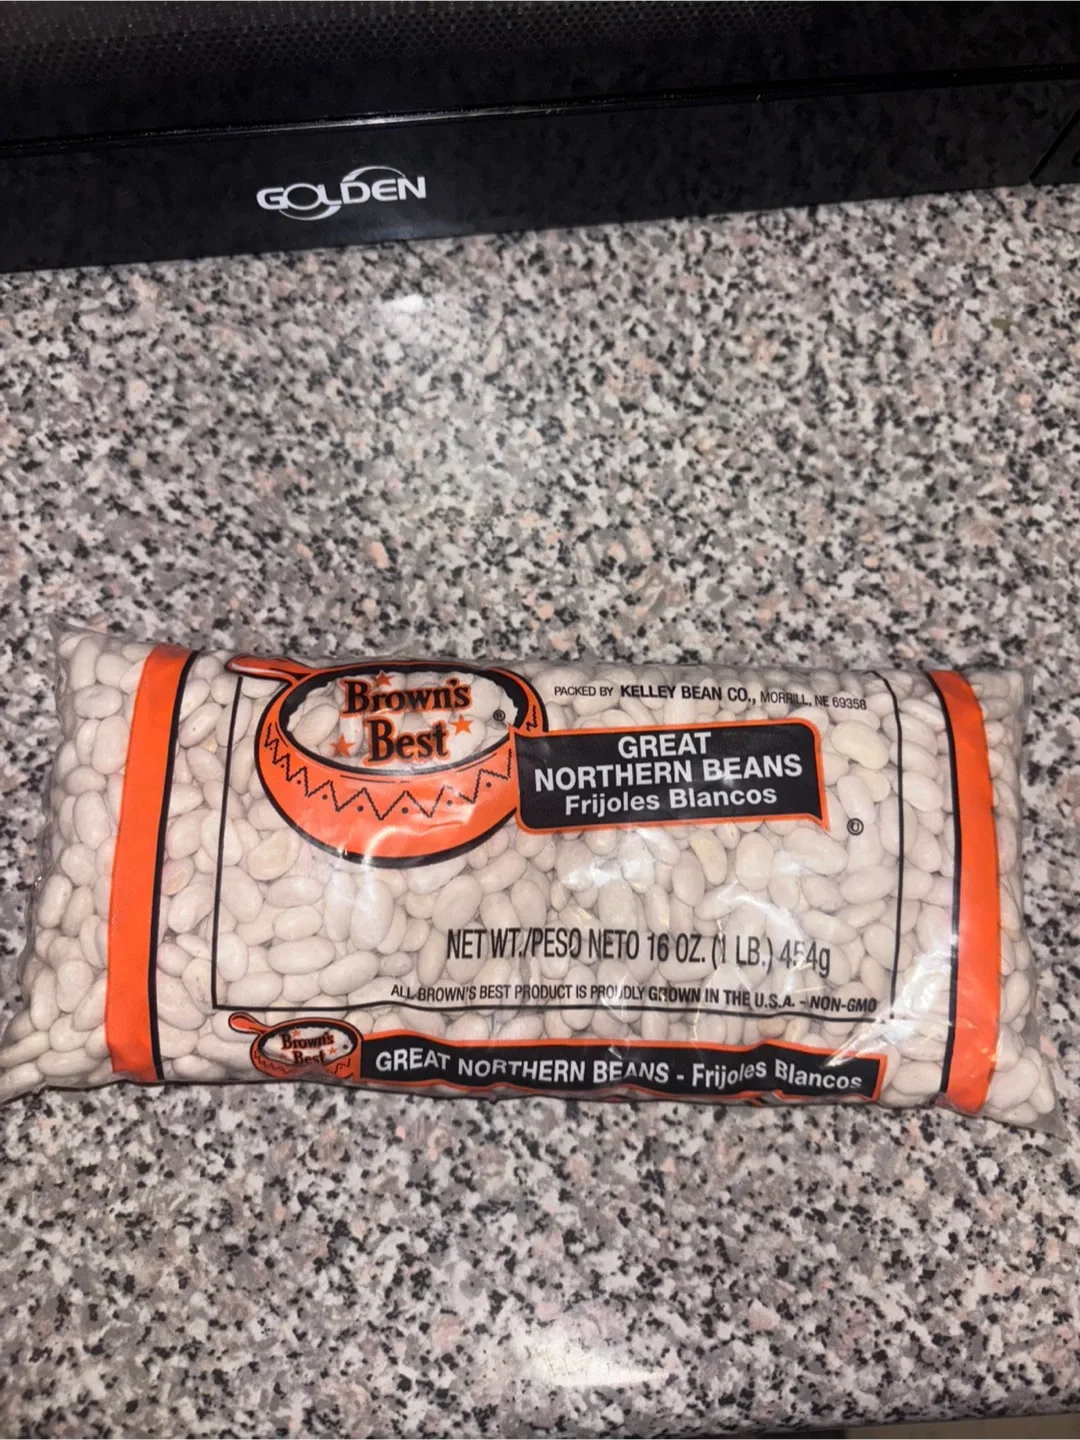 GOLDEN
Brown's
Best
®
PACKED BY KELLEY BEAN CO., MORRILL, NE 69358
GREAT
NORTHERN BEANS
Frijoles Blancos
NET WT./PESO NETO 16 OZ. (1 LB.) 454g
ALL BROWN'S BEST PRODUCT IS PROUDLY GROWN IN THE U.S.A. - NON-GMO
Brown's
Best
GREAT NORTHERN BEANS - Frijoles Blancos